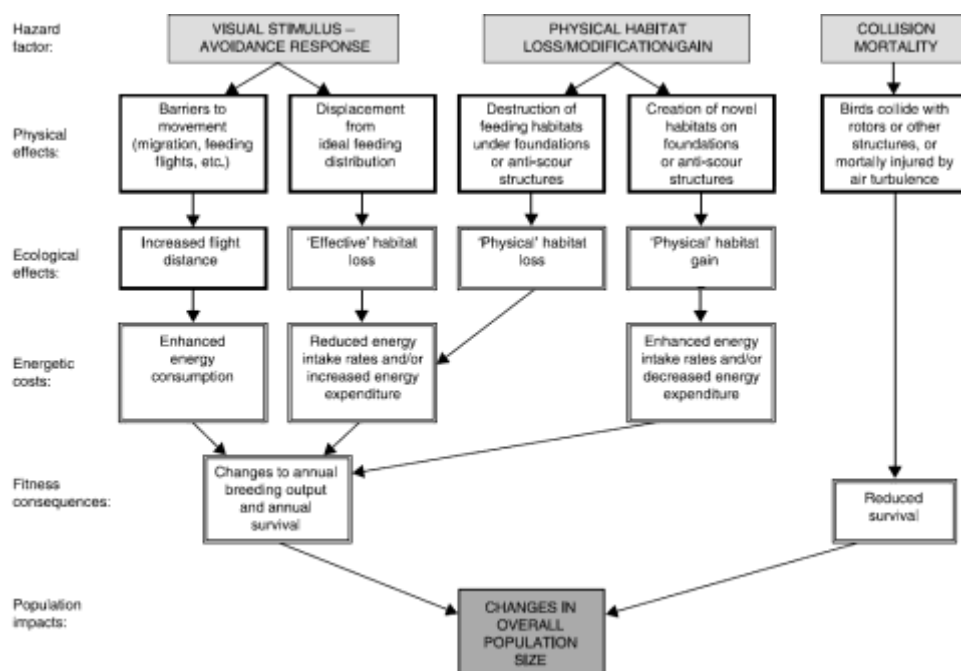 Hazard
factor:
VISUAL STIMULUS –
AVOIDANCE RESPONSE
PHYSICAL HABITAT
LOSS/MODIFICATION/GAIN
COLLISION
MORTALITY
Physical
effects:
Barriers to
movement
(migration, feeding
flights, etc.)
Displacement
from
ideal feeding
distribution
Destruction of
feeding habitats
under foundations
or anti-scour
structures
Creation of novel
habitats on
foundations
or anti-scour
structures
Birds collide with
rotors or other
structures, or
mortally injured by
air turbulence
Ecological
effects:
Increased flight
distance
'Effective' habitat
loss
'Physical' habitat
loss
'Physical' habitat
gain
Energetic
costs:
Enhanced
energy
consumption
Reduced energy
intake rates and/or
increased energy
expenditure
Enhanced energy
intake rates and/or
decreased energy
expenditure
Fitness
consequences:
Changes to annual
breeding output
and annual
survival
Reduced
survival
Population
impacts:
CHANGES IN
OVERALL
POPULATION
SIZE